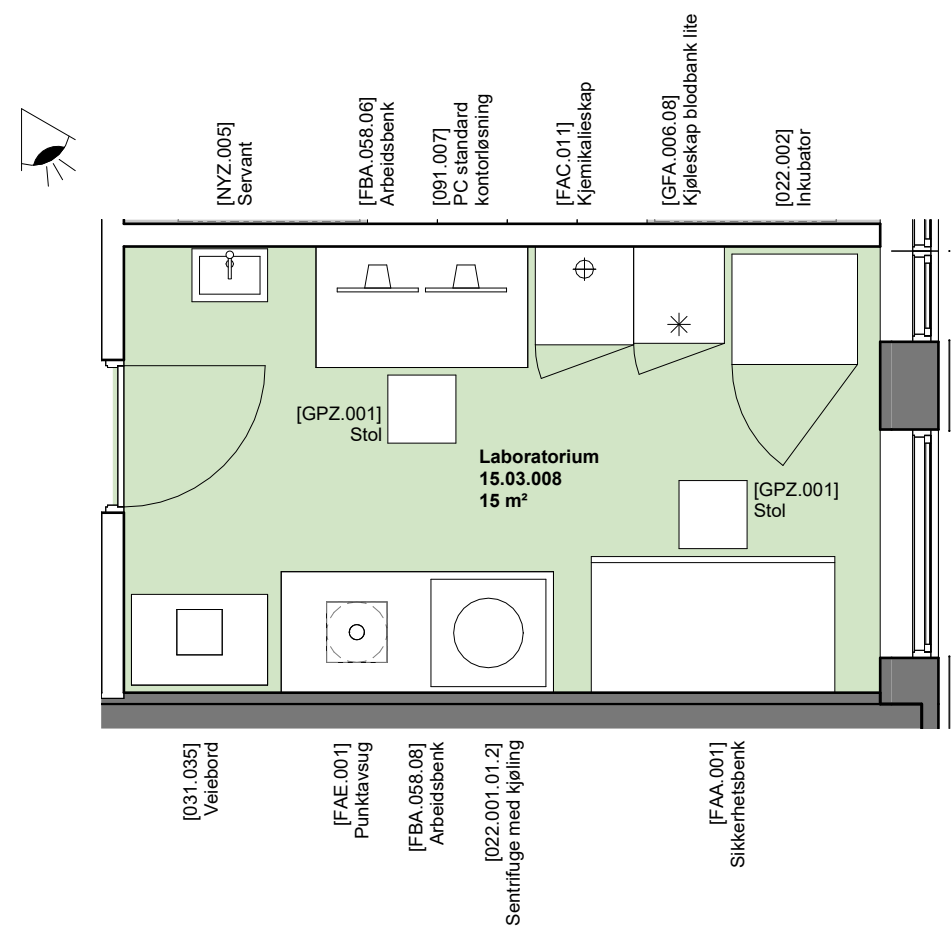 [NYZ.005]
Servant
[FBA.058.06]
Arbeidsbenk
[091.007]
PC standard
kontorløsning
[FAC.011]
Kjemikalieskap
[GFA.006.08]
Kjøleskap blodbank lite
[022.002]
Inkubator
[GPZ.001]
Stol
Laboratorium
15.03.008
15 m²
[GPZ.001]
Stol
[031.035]
Veiebord
[FAE.001]
Punktavsug
[FBA.058.08]
Arbeidsbenk
[022.001.01.2]
Sentrifuge med kjøling
[FAA.001]
Sikkerhetsbenk